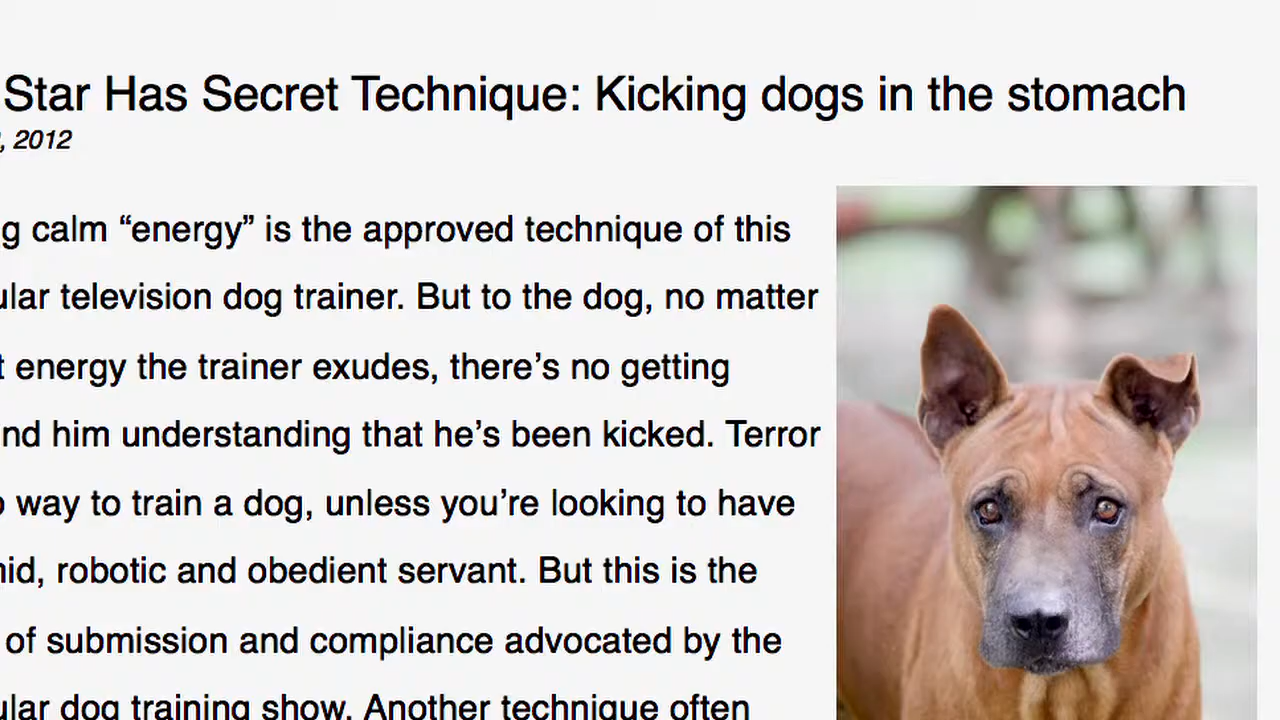 Star Has Secret Technique: Kicking dogs in the stomach
, 2012
g calm “energy” is the approved technique of this
ular television dog trainer. But to the dog, no matter
t energy the trainer exudes, there’s no getting
nd him understanding that he’s been kicked. Terror
o way to train a dog, unless you’re looking to have
nid, robotic and obedient servant. But this is the
of submission and compliance advocated by the
ular dog training show. Another technique often